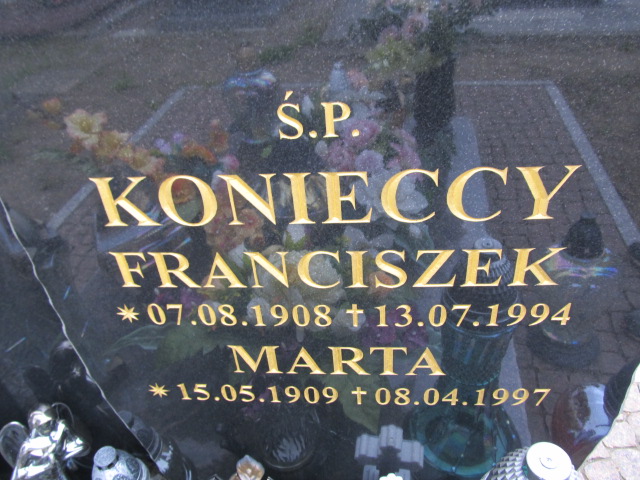 Ś.P.
KONIECCY
FRANCISZEK
* 07.08.1908 † 13.07.1994
MARTA
* 15.05.1909 † 08.04.1997